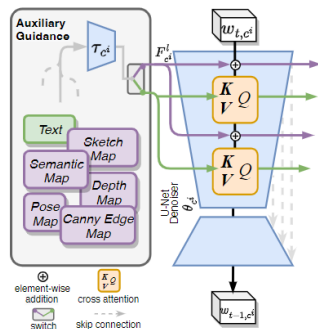 Auxiliary
Guidance
τ_{c^i}
F^l_{c^i}
w_{t,c^i}
K
V Q
K
V Q
Text
Sketch
Map
Semantic
Map
Depth
Map
Pose
Map
Canny Edge
Map
U-Net
Denoiser
θ_{c^i}
element-wise
addition
K
V Q
cross attention
switch
skip connection
w_{t-1,c^i}